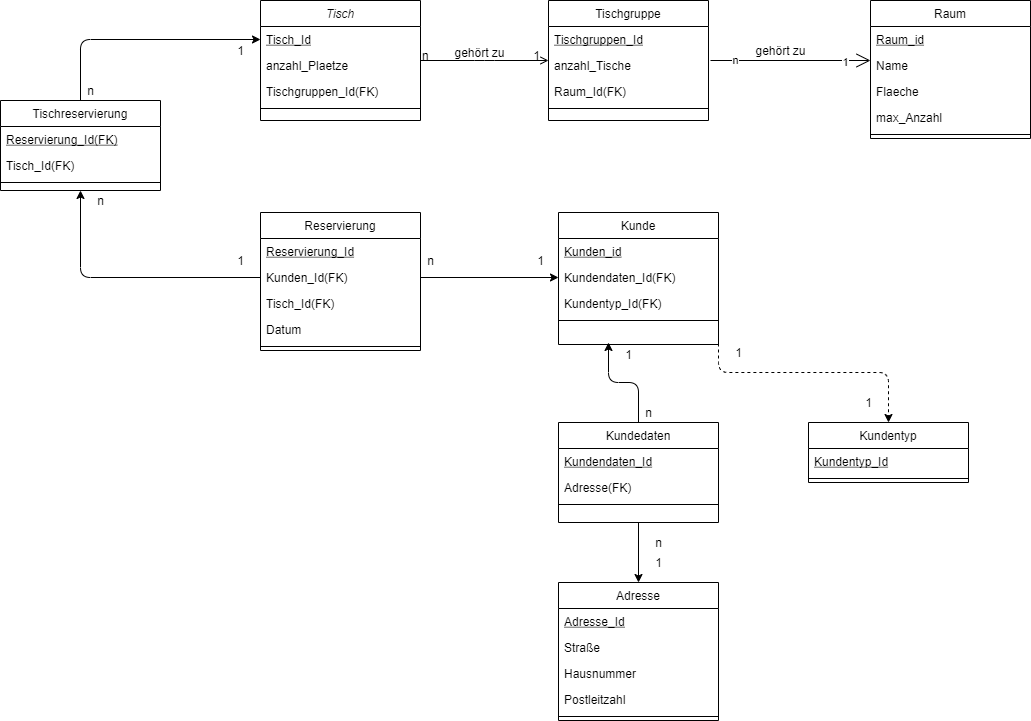 Tisch
Tisch_Id
anzahl_Plaetze
Tischgruppen_Id(FK)
n
gehört zu
1
Tischgruppe
Tischgruppen_Id
anzahl_Tische
Raum_Id(FK)
n
gehört zu
1
Raum
Raum_id
Name
Flaeche
max_Anzahl
1
n
Tischreservierung
Reservierung_Id(FK)
Tisch_Id(FK)
n
1
Reservierung
Reservierung_Id
Kunden_Id(FK)
Tisch_Id(FK)
Datum
n
1
Kunde
Kunden_id
Kundendaten_Id(FK)
Kundentyp_Id(FK)
1
n
1
1
Kundedaten
Kundendaten_Id
Adresse(FK)
Kundentyp
Kundentyp_Id
n
1
Adresse
Adresse_Id
Straße
Hausnummer
Postleitzahl